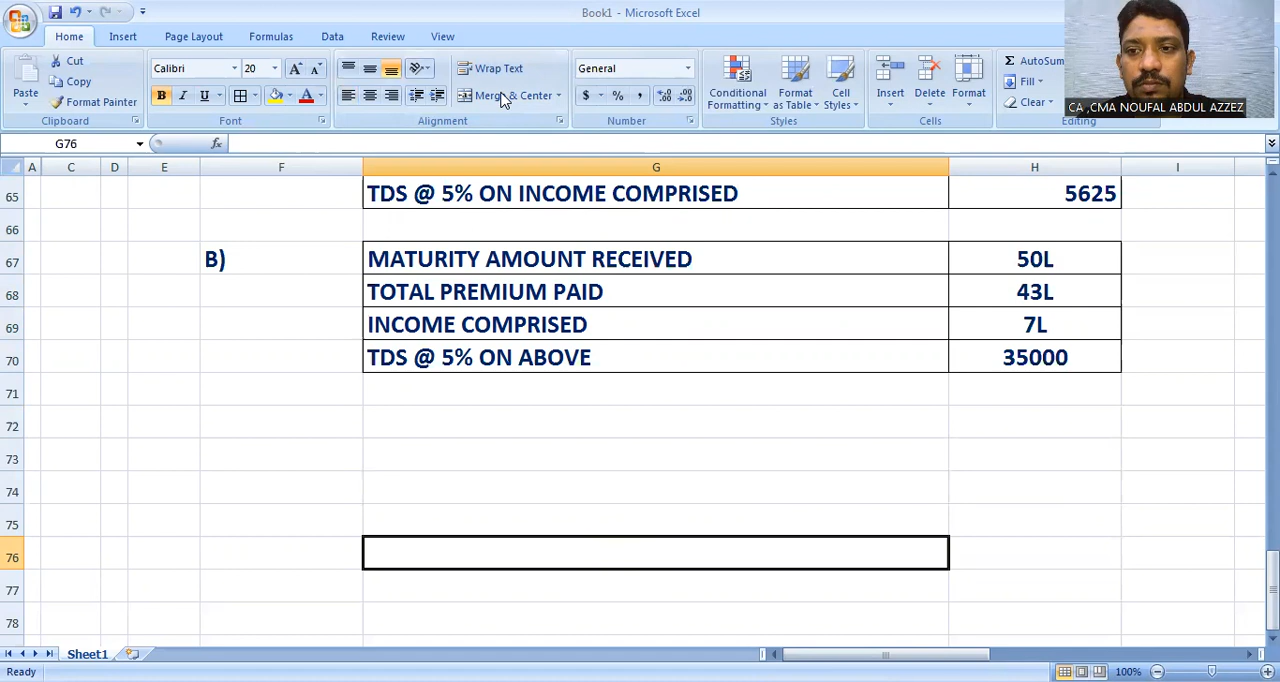 Book1 - Microsoft Excel
Home Insert Page Layout Formulas Data Review View
Cut
Copy
Format Painter
Paste
Clipboard
Calibri 20
A A
B I U A
Font
Wrap Text
Merge & Center
Alignment
General
$ % ,
Number
Conditional Formatting
Format as Table
Cell Styles
Styles
Insert Delete Format
Cells
Σ AutoSum
Fill
Clear
Editing
CA ,CMA NOUFAL ABDUL AZZEZ
G76 fx
A C D E F G H I
65 TDS @ 5% ON INCOME COMPRISED 5625
66
67 B) MATURITY AMOUNT RECEIVED 50L
68 TOTAL PREMIUM PAID 43L
69 INCOME COMPRISED 7L
70 TDS @ 5% ON ABOVE 35000
71
72
73
74
75
76
77
78
Sheet1
Ready 100%